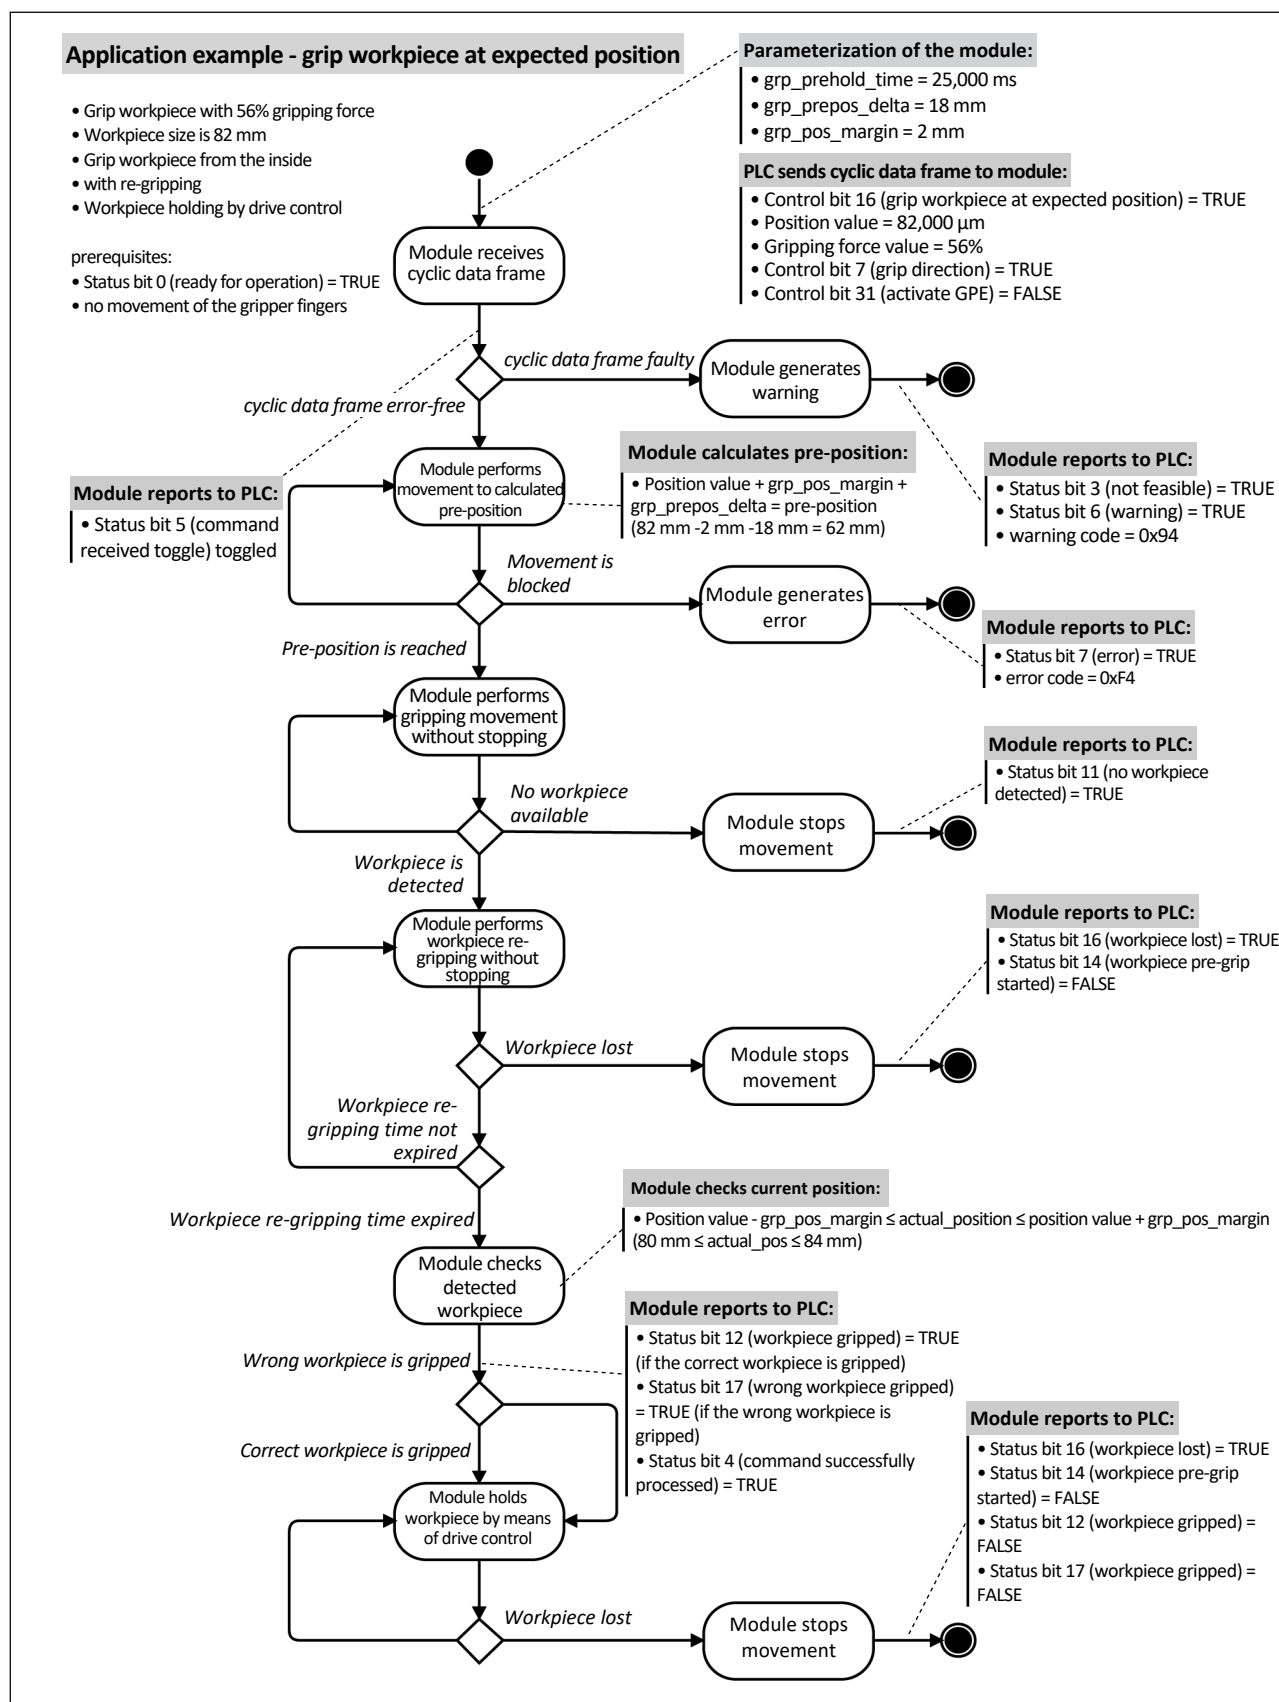 Application example - grip workpiece at expected position
• Grip workpiece with 56% gripping force
• Workpiece size is 82 mm
• Grip workpiece from the inside
• with re-gripping
• Workpiece holding by drive control
prerequisites:
• Status bit 0 (ready for operation) = TRUE
• no movement of the gripper fingers
Parameterization of the module:
• grp_prehold_time = 25,000 ms
• grp_prepos_delta = 18 mm
• grp_pos_margin = 2 mm
PLC sends cyclic data frame to module:
• Control bit 16 (grip workpiece at expected position) = TRUE
• Position value = 82,000 µm
• Gripping force value = 56%
• Control bit 7 (grip direction) = TRUE
• Control bit 31 (activate GPE) = FALSE
Module receives
cyclic data frame
cyclic data frame faulty
Module generates
warning
cyclic data frame error-free
Module reports to PLC:
• Status bit 3 (not feasible) = TRUE
• Status bit 6 (warning) = TRUE
• warning code = 0x94
Module reports to PLC:
• Status bit 5 (command
received toggle) toggled
Module performs
movement to calculated
pre-position
Module calculates pre-position:
• Position value + grp_pos_margin +
grp_prepos_delta = pre-position
(82 mm -2 mm -18 mm = 62 mm)
Movement is
blocked
Module generates
error
Module reports to PLC:
• Status bit 7 (error) = TRUE
• error code = 0xF4
Pre-position is reached
Module performs
gripping movement
without stopping
No workpiece
available
Module stops
movement
Module reports to PLC:
• Status bit 11 (no workpiece
detected) = TRUE
Workpiece is
detected
Module performs
workpiece re-
gripping without
stopping
Workpiece lost
Module stops
movement
Module reports to PLC:
• Status bit 16 (workpiece lost) = TRUE
• Status bit 14 (workpiece pre-grip
started) = FALSE
Workpiece re-
gripping time not
expired
Workpiece re-gripping time expired
Module checks
detected
workpiece
Module checks current position:
• Position value - grp_pos_margin ≤ actual_position ≤ position value + grp_pos_margin
(80 mm ≤ actual_pos ≤ 84 mm)
Wrong workpiece is gripped
Module reports to PLC:
• Status bit 12 (workpiece gripped) = TRUE
(if the correct workpiece is gripped)
• Status bit 17 (wrong workpiece gripped)
= TRUE (if the wrong workpiece is
gripped)
• Status bit 4 (command successfully
processed) = TRUE
Correct workpiece is gripped
Module holds
workpiece by means
of drive control
Workpiece lost
Module stops
movement
Module reports to PLC:
• Status bit 16 (workpiece lost) = TRUE
• Status bit 14 (workpiece pre-grip
started) = FALSE
• Status bit 12 (workpiece gripped) =
FALSE
• Status bit 17 (workpiece gripped) =
FALSE